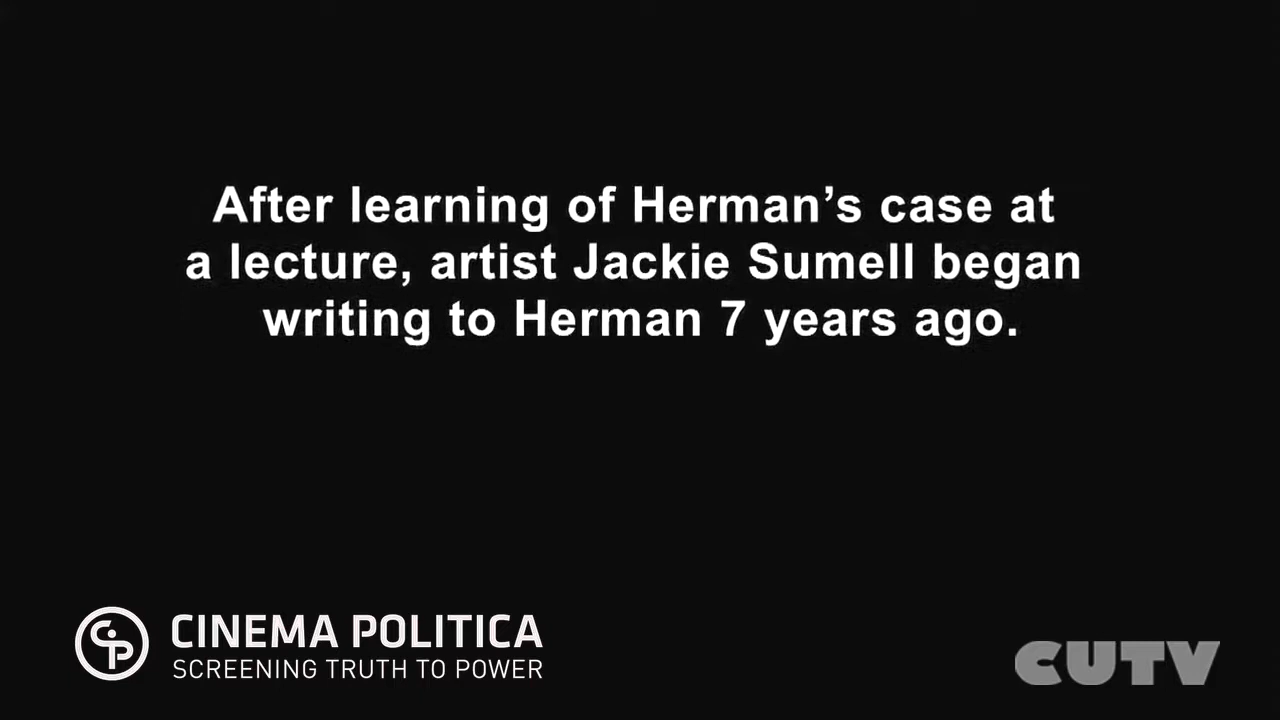 After learning of Herman’s case at
a lecture, artist Jackie Sumell began
writing to Herman 7 years ago.
CINEMA POLITICA
SCREENING TRUTH TO POWER
CUTV